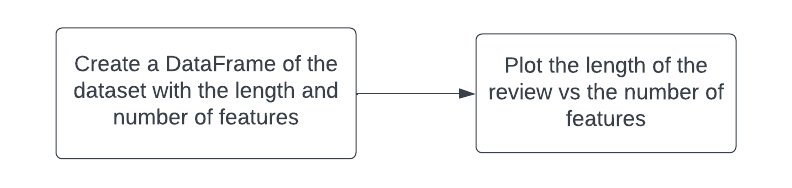 Create a DataFrame of the
dataset with the length and
number of features
Plot the length of the
review vs the number of
features